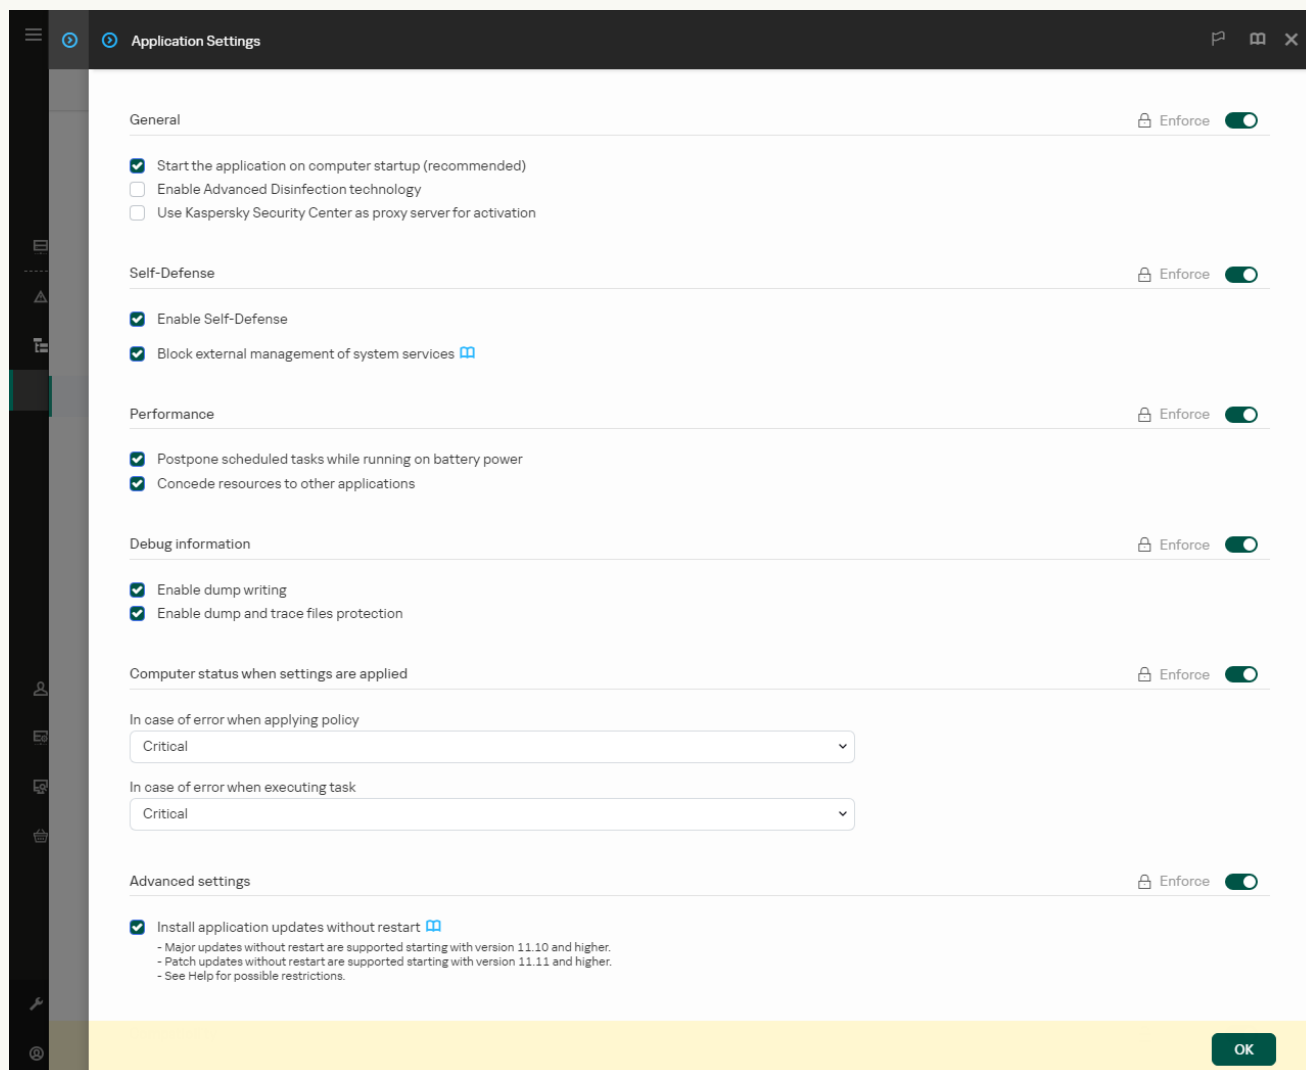 Application Settings
General
Enforce
Start the application on computer startup (recommended)
Enable Advanced Disinfection technology
Use Kaspersky Security Center as proxy server for activation
Self-Defense
Enforce
Enable Self-Defense
Block external management of system services
Performance
Enforce
Postpone scheduled tasks while running on battery power
Concede resources to other applications
Debug information
Enforce
Enable dump writing
Enable dump and trace files protection
Computer status when settings are applied
Enforce
In case of error when applying policy
Critical
In case of error when executing task
Critical
Advanced settings
Enforce
Install application updates without restart
- Major updates without restart are supported starting with version 11.10 and higher.
- Patch updates without restart are supported starting with version 11.11 and higher.
- See Help for possible restrictions.
OK